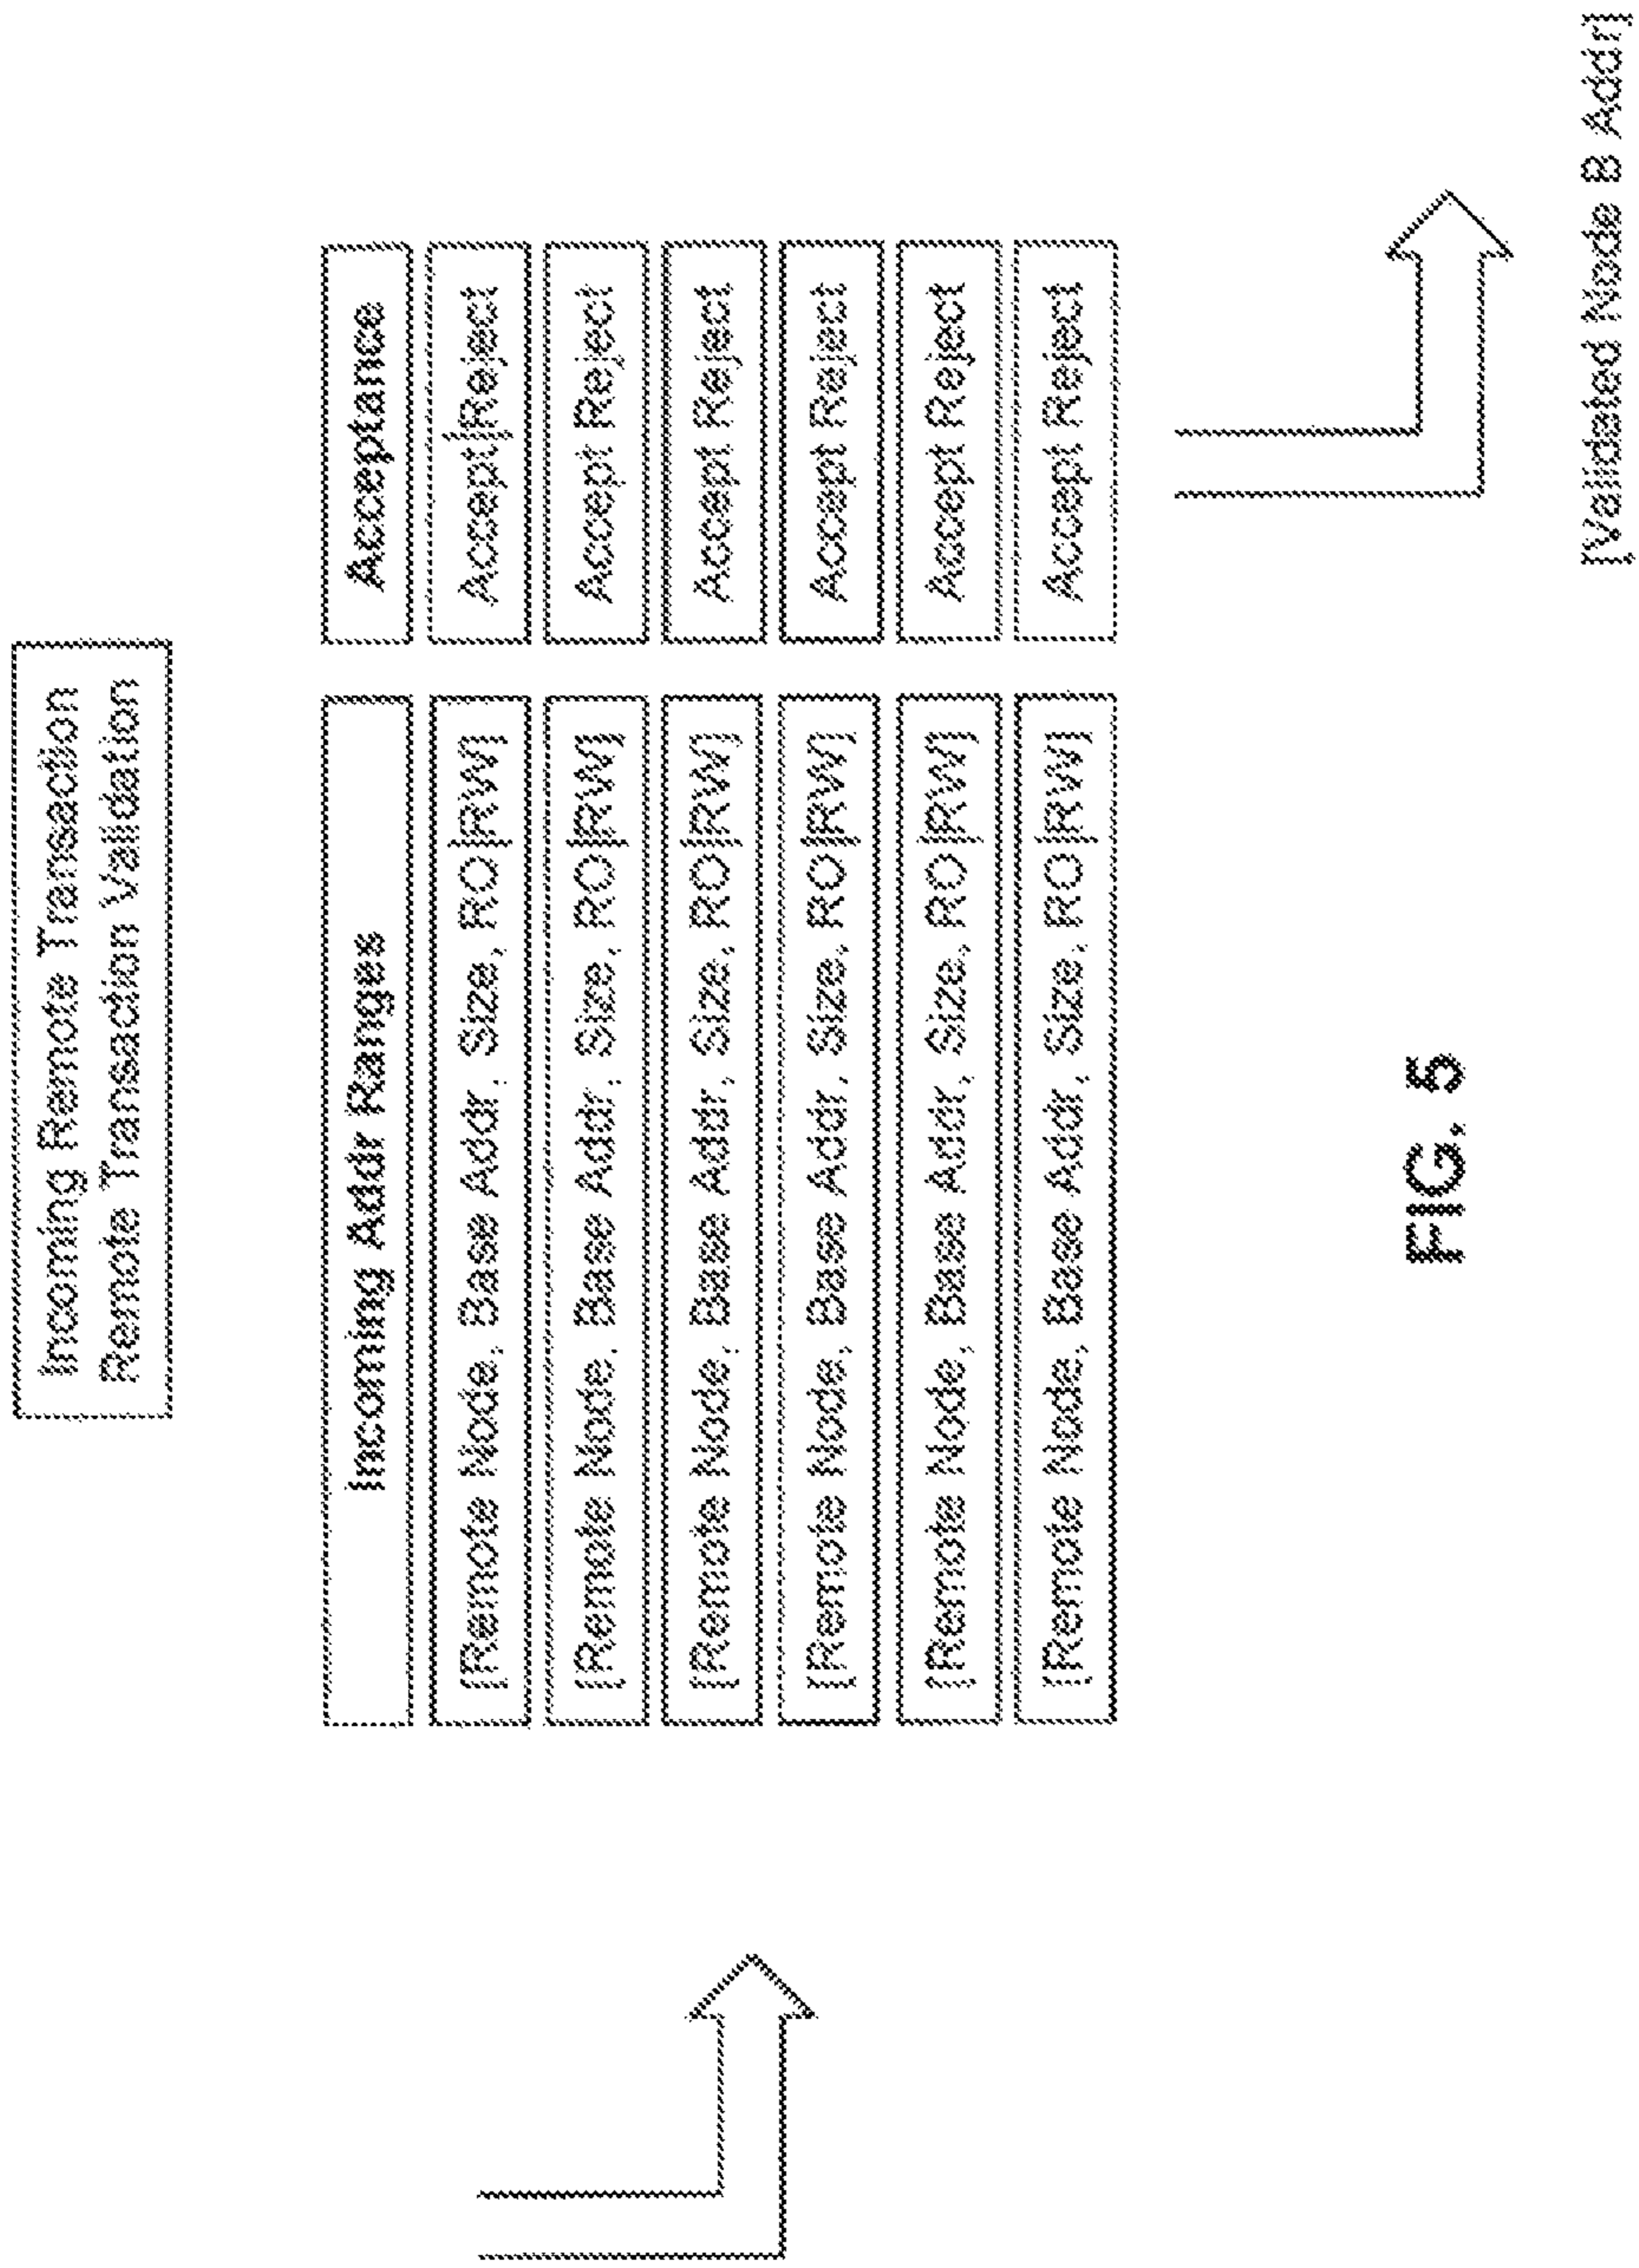 Incoming Remote Transaction
Remote Transaction Validation
Incoming Addr Ranges Acceptance
[Remote Node, Base Addr, Size, RO|RW] Accept|Reject
[Remote Node, Base Addr, Size, RO|RW] Accept Reject
[Remote Node, Base Addr, Size, RO|RW] Accept Reject
[Remote Node, Base Addr, Size, RO|RW] Accept Reject
[Remote Node, Base Addr, Size, RO|RW] Accept Reject
[Remote Node, Base Addr, Size, RO|RW] Accept Reject
[Validated Node B Addr]
FIG. 5